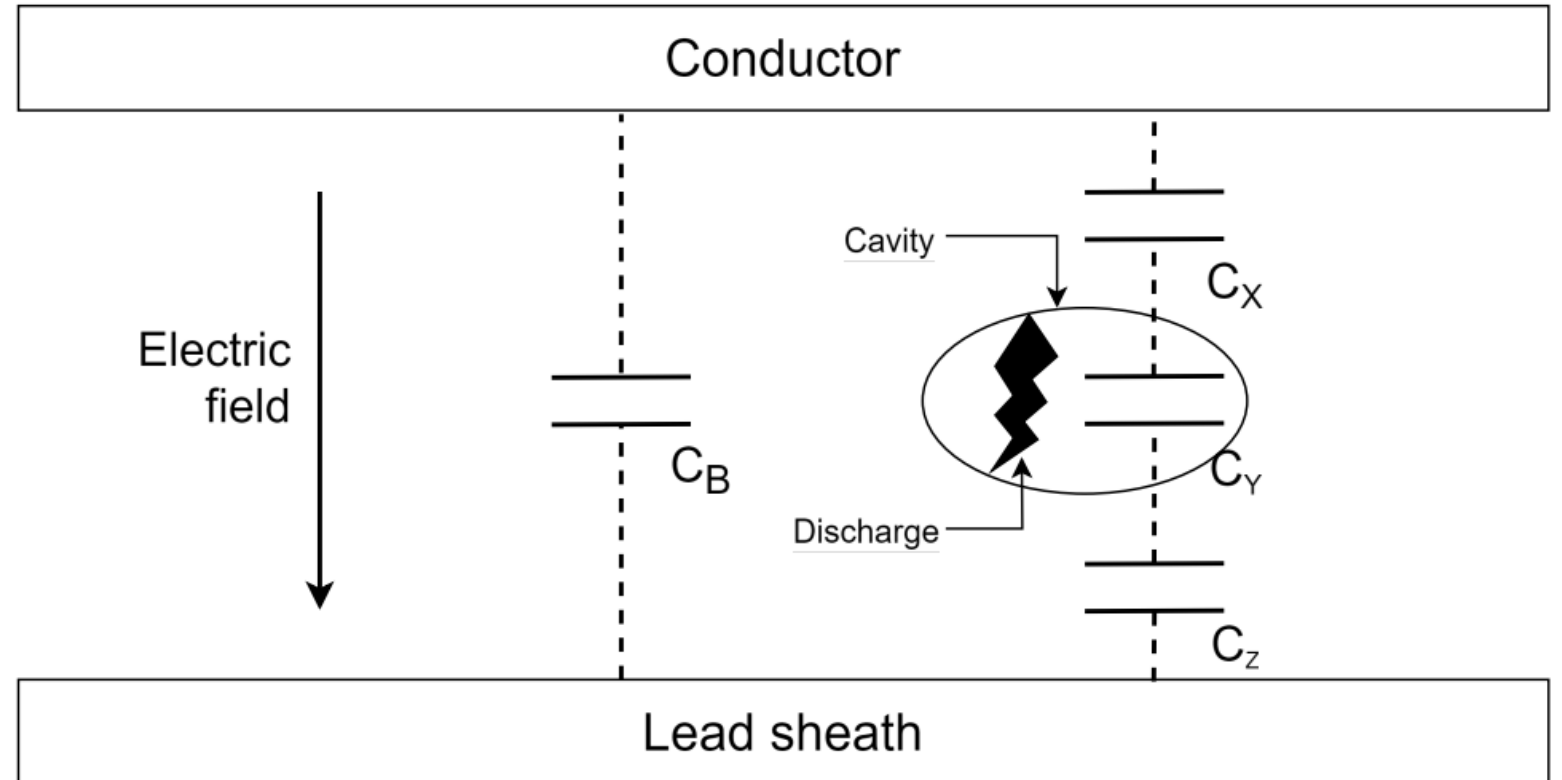 Conductor
Cavity
C_X
Electric
field
C_B
C_Y
Discharge
C_Z
Lead sheath